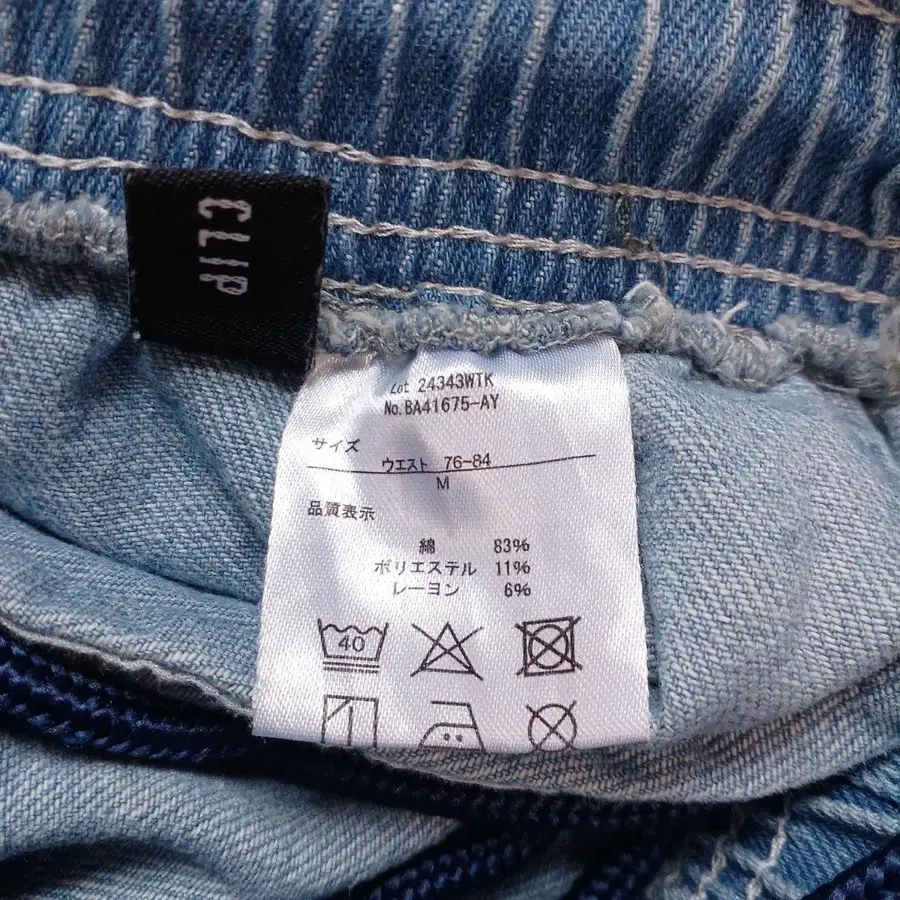 CLIP
Lot 24343WTK
No.BA41675-AY
サイズ
ウエスト 76-84
M
品質表示
綿 83%
ポリエステル 11%
レーヨン 6%
40